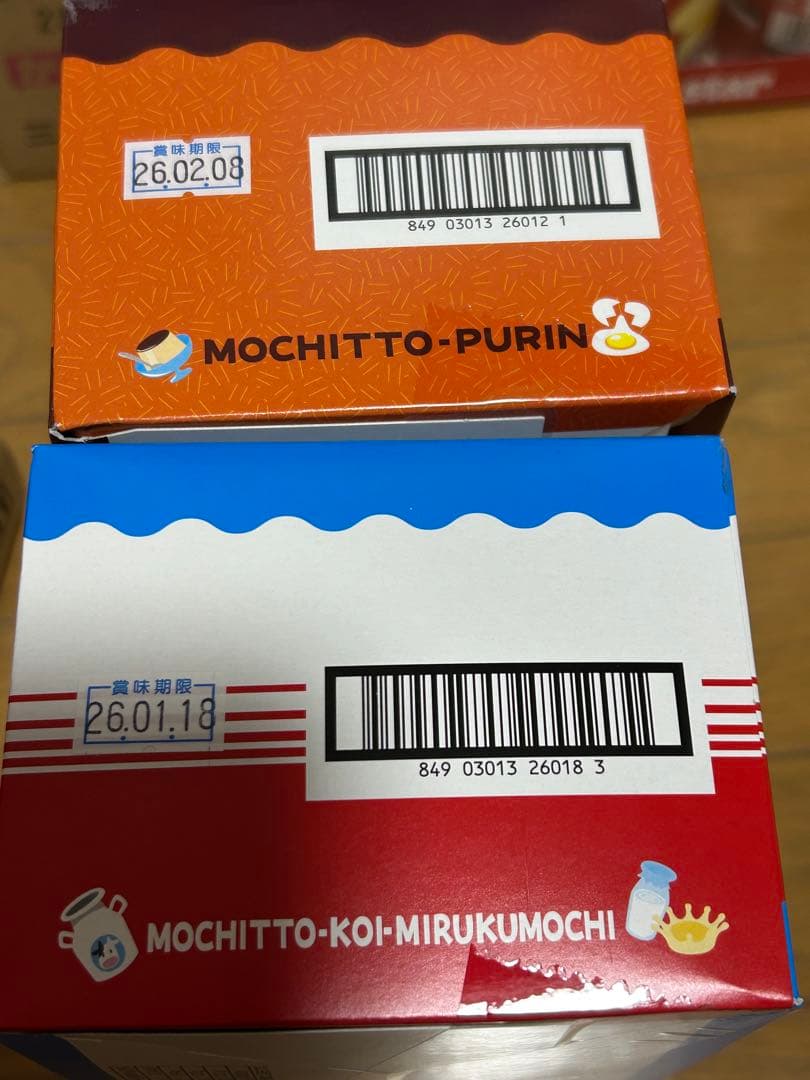 賞味期限
26.02.08
849 03013 26012 1
MOCHITTO-PURIN
賞味期限
26.01.18
849 03013 26018 3
MOCHITTO-KOI-MIRUKUMOCHI